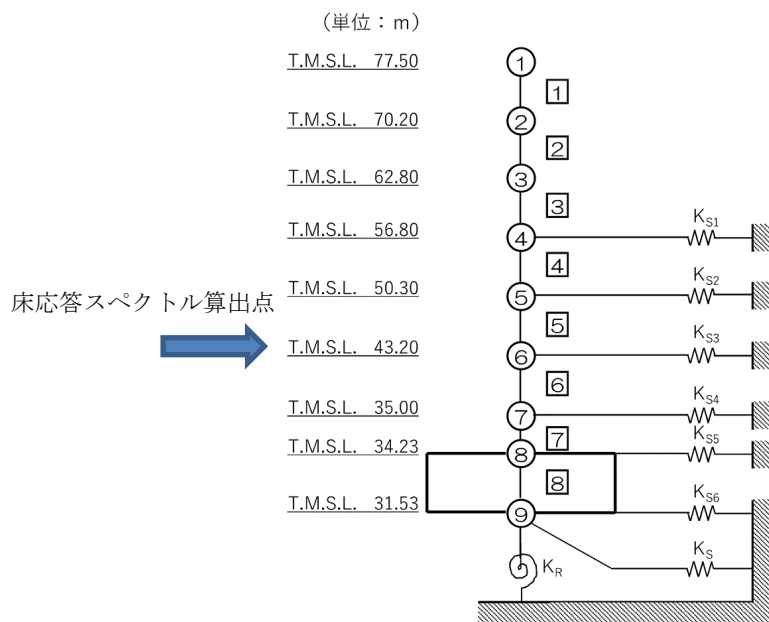 (単位：m)
T.M.S.L. 77.50
①
1
T.M.S.L. 70.20
②
2
T.M.S.L. 62.80
③
3
T.M.S.L. 56.80
④
KS1
4
床応答スペクトル算出点
T.M.S.L. 50.30
⑤
KS2
5
T.M.S.L. 43.20
⑥
KS3
6
T.M.S.L. 35.00
⑦
KS4
7
T.M.S.L. 34.23
⑧
KS5
8
T.M.S.L. 31.53
⑨
KS6
KS
KR